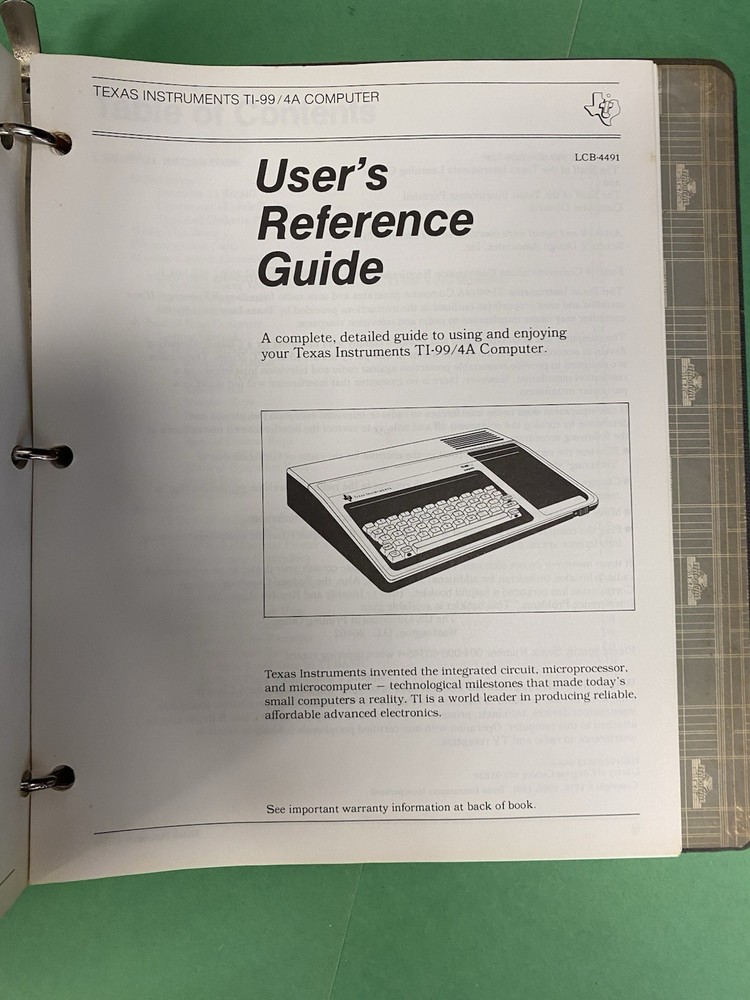 TEXAS INSTRUMENTS TI-99/4A COMPUTER
LCB-4491
User's
Reference
Guide
A complete, detailed guide to using and enjoying
your Texas Instruments TI-99/4A Computer.
TEXAS INSTRUMENTS
Texas Instruments invented the integrated circuit, microprocessor,
and microcomputer — technological milestones that made today's
small computers a reality. TI is a world leader in producing reliable,
affordable advanced electronics.
See important warranty information at back of book.